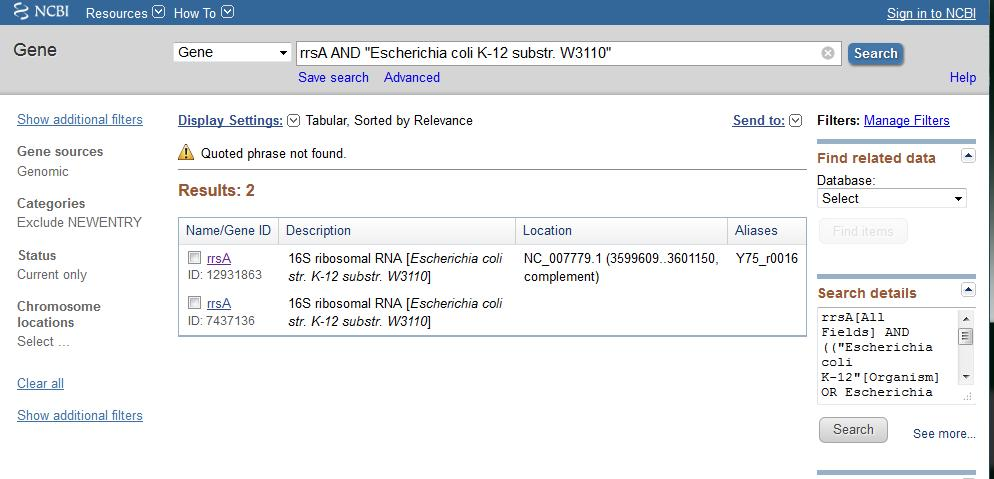 NCBI Resources How To Sign in to NCBI
Gene Gene rrsA AND "Escherichia coli K-12 substr. W3110" Search
Save search Advanced Help
Show additional filters
Gene sources
Genomic
Categories
Exclude NEWENTRY
Status
Current only
Chromosome
locations
Select ...
Clear all
Show additional filters
Display Settings: Tabular, Sorted by Relevance Send to:
Quoted phrase not found.
Results: 2
Name/Gene ID Description Location Aliases
rrsA 16S ribosomal RNA [Escherichia coli NC_007779.1 (3599609..3601150, Y75_r0016
ID: 12931863 str. K-12 substr. W3110] complement)
rrsA 16S ribosomal RNA [Escherichia coli
ID: 7437136 str. K-12 substr. W3110]
Filters: Manage Filters
Find related data
Database:
Select
Find items
Search details
rrsA[All
Fields] AND
(("Escherichia
coli
K-12"[Organism]
OR Escherichia
Search See more...